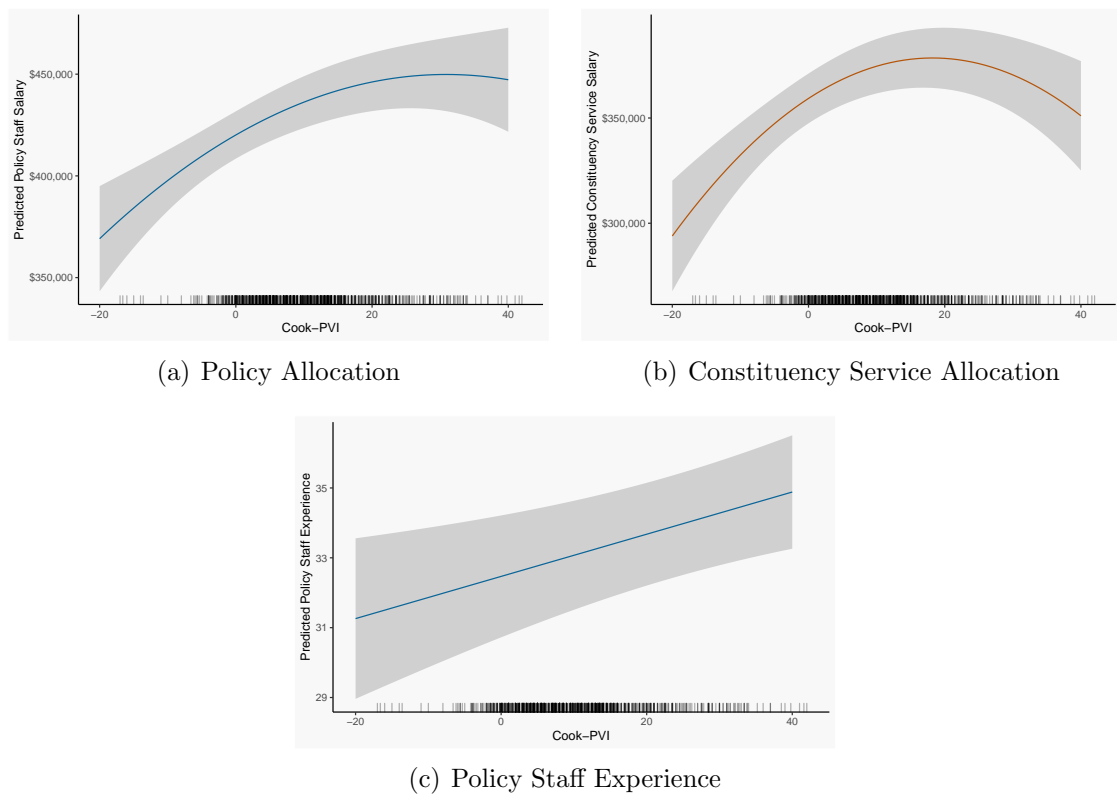 Predicted Policy Staff Salary
$450,000
$400,000
$350,000
−20 0 20 40
Cook−PVI
(a) Policy Allocation
Predicted Constituency Service Salary
$350,000
$300,000
−20 0 20 40
Cook−PVI
(b) Constituency Service Allocation
Predicted Policy Staff Experience
35
33
31
29
−20 0 20 40
Cook−PVI
(c) Policy Staff Experience